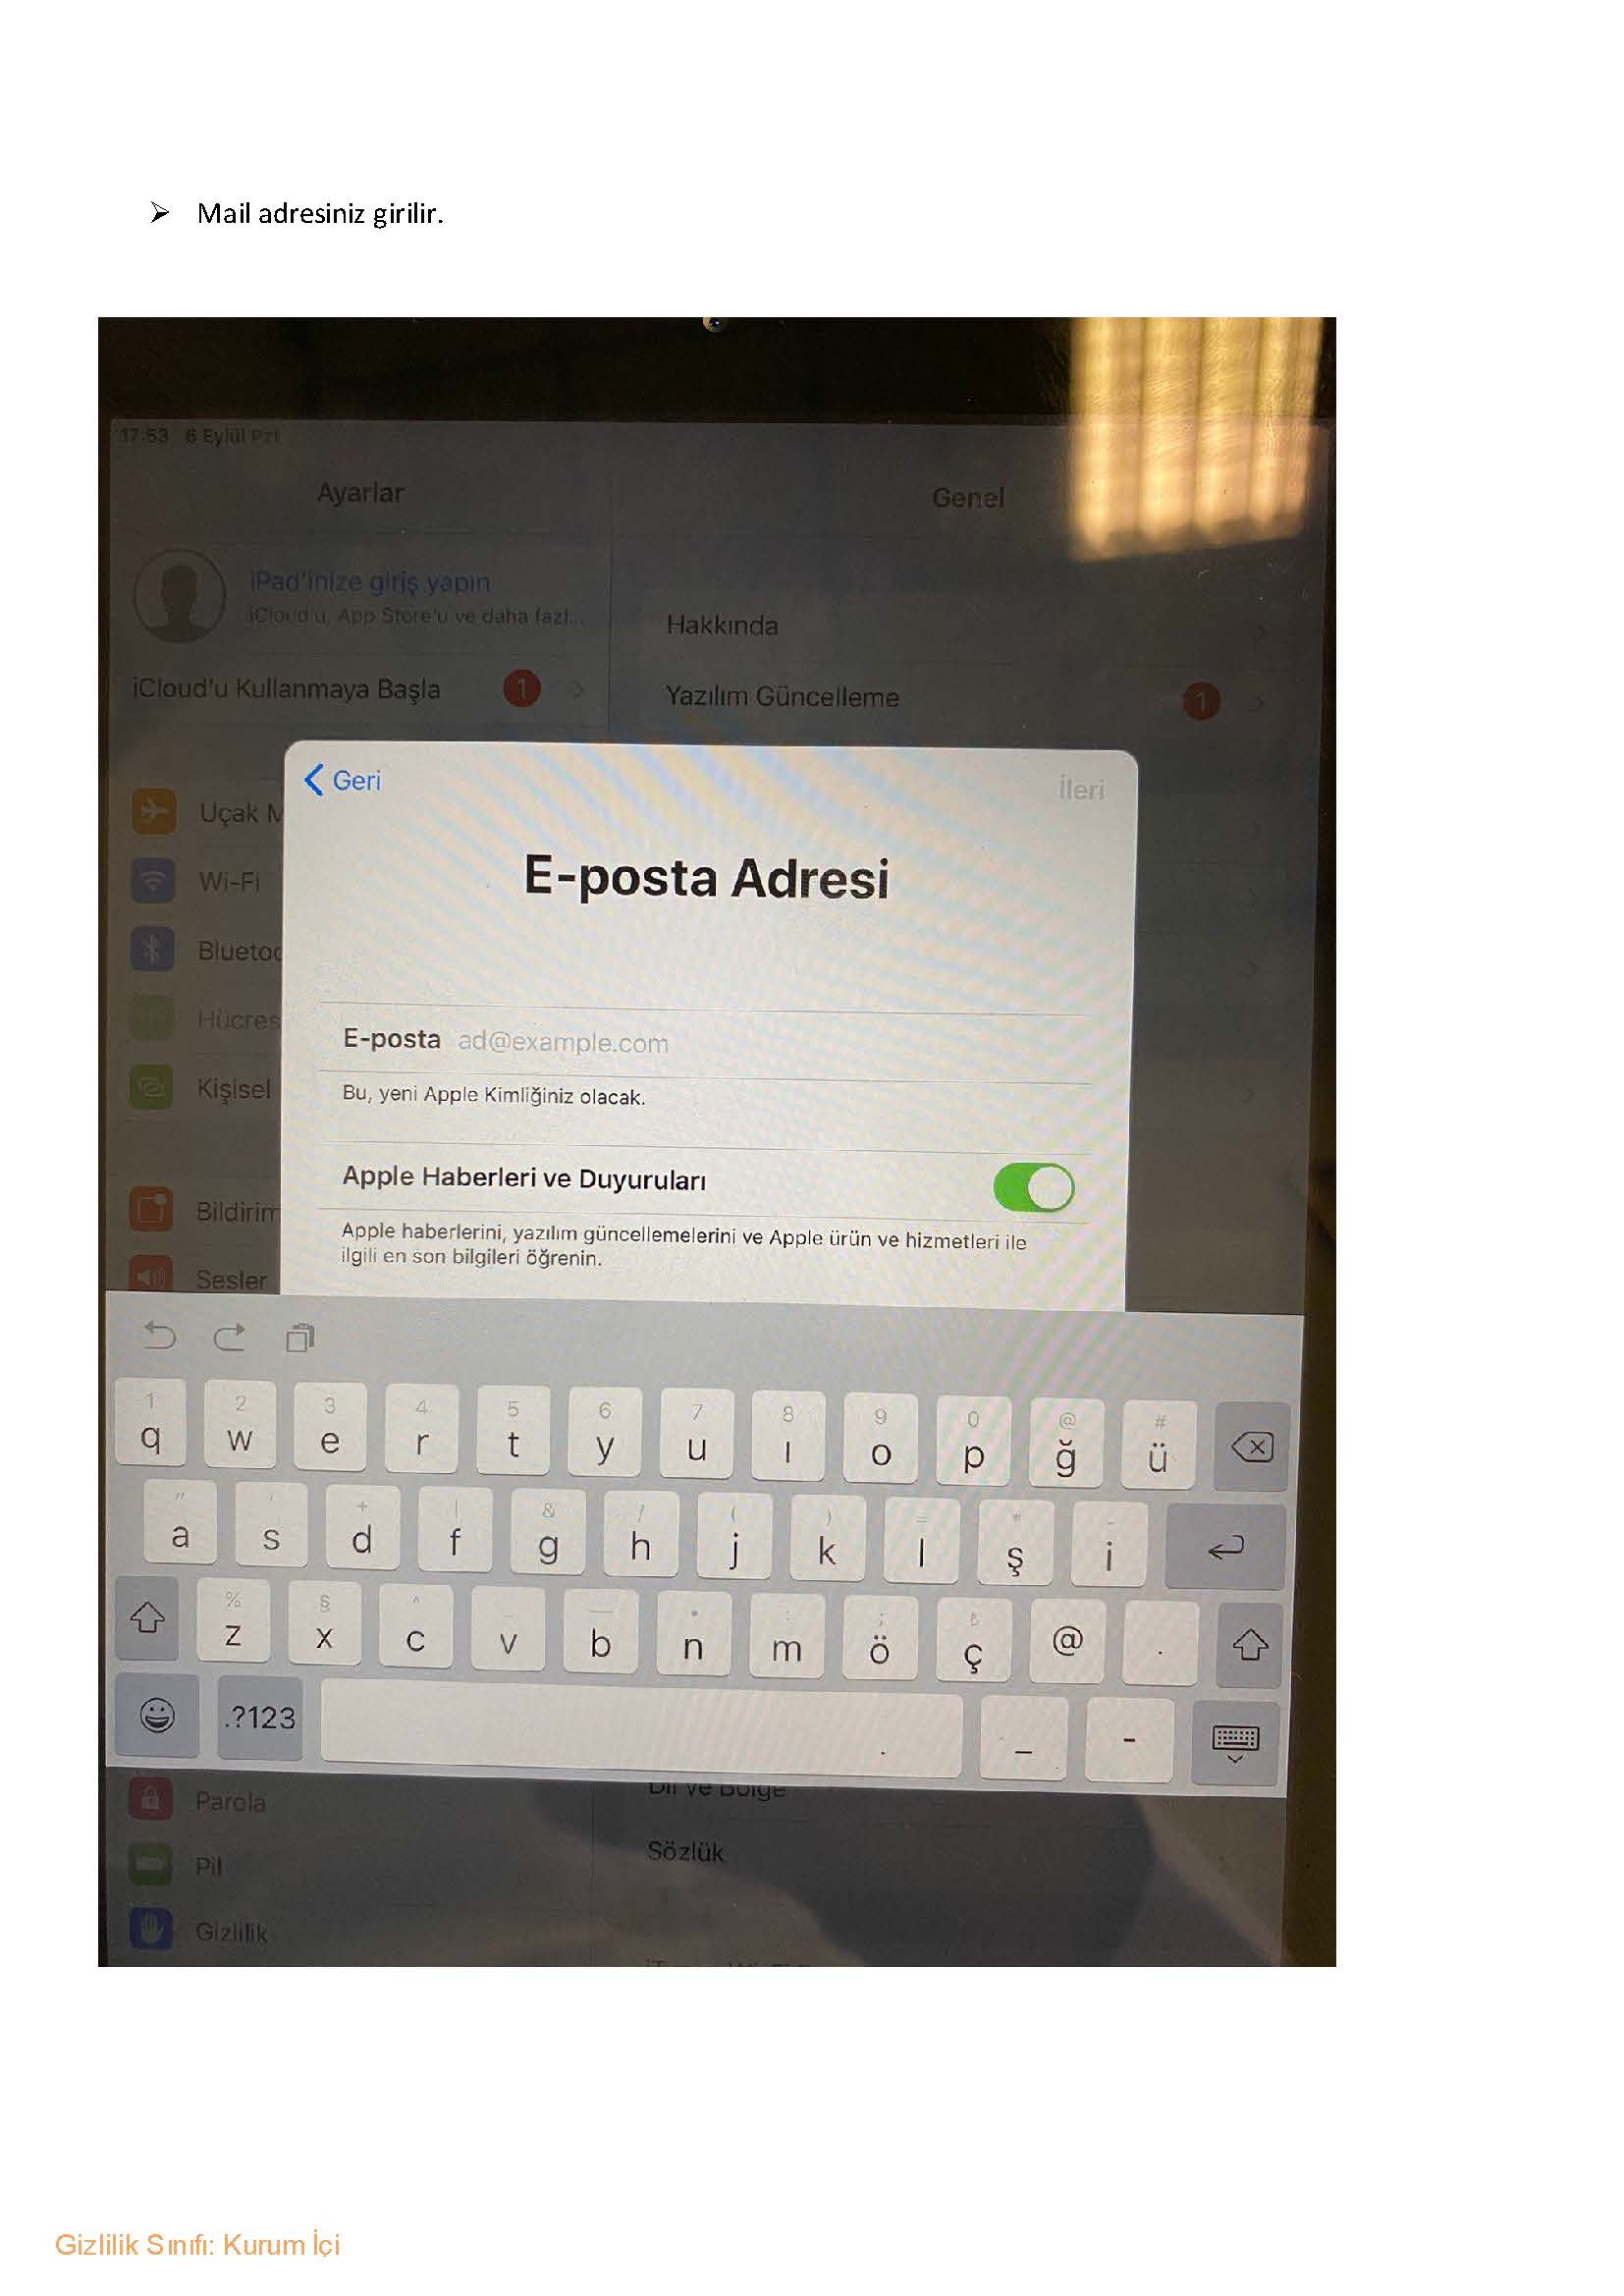 Mail adresiniz girilir.
17:53 6 Eylül Pzt
Ayarlar
Genel
iPad'inize giriş yapın
iCloud'u, App Store'u ve daha fazl...
Hakkında
iCloud'u Kullanmaya Başla 1
Yazılım Güncelleme 1
Geri
İleri
Uçak M
E-posta Adresi
Wi-Fi
Bluetoo
Hücres
E-posta ad@example.com
Kişisel
Bu, yeni Apple Kimliğiniz olacak.
Apple Haberleri ve Duyuruları
Bildirim
Apple haberlerini, yazılım güncellemelerini ve Apple ürün ve hizmetleri ile
ilgili en son bilgileri öğrenin.
Sesler
1 2 3 4 5 6 7 8 9 0 @ #
q w e r t y u ı o p ğ ü
a s d f g h j k l ş i
z x c v b n m ö ç @ .
.?123 _ -
Parola
Dil ve Bölge
Pil
Sözlük
Gizlilik
Gizlilik Sınıfı: Kurum İçi